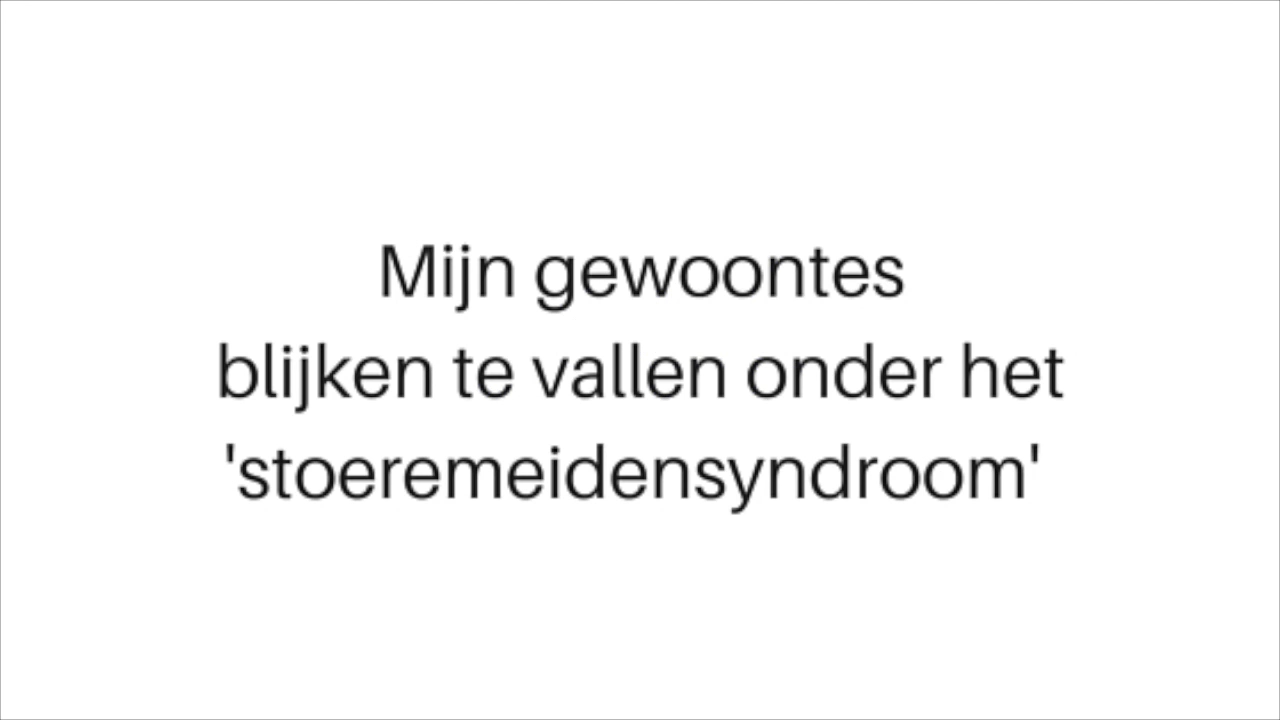 Mijn gewoontes
blijken te vallen onder het
'stoeremeidensyndroom'